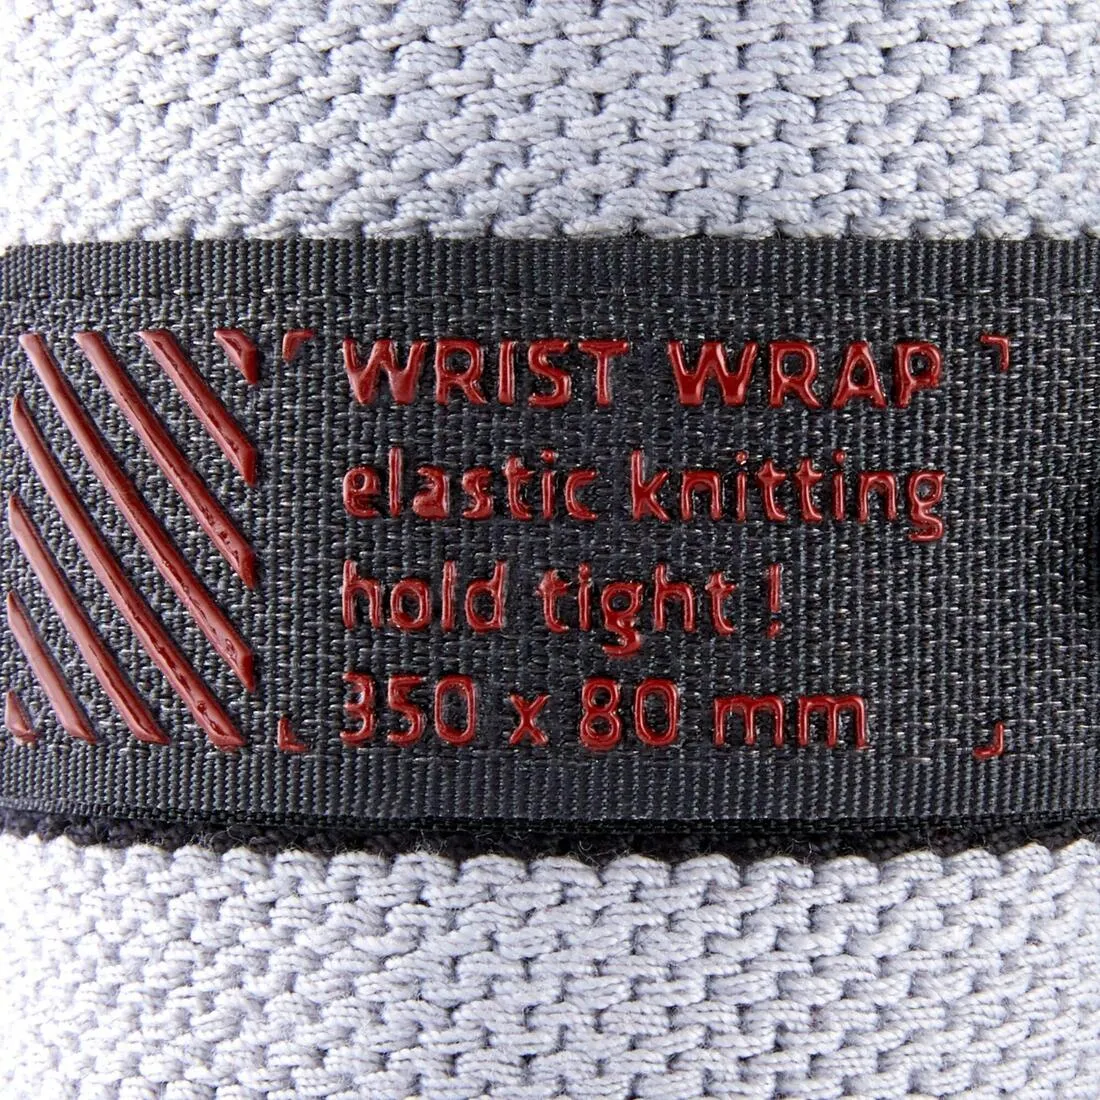 WRIST WRAP
elastic knitting
hold tight !
350 x 80 mm